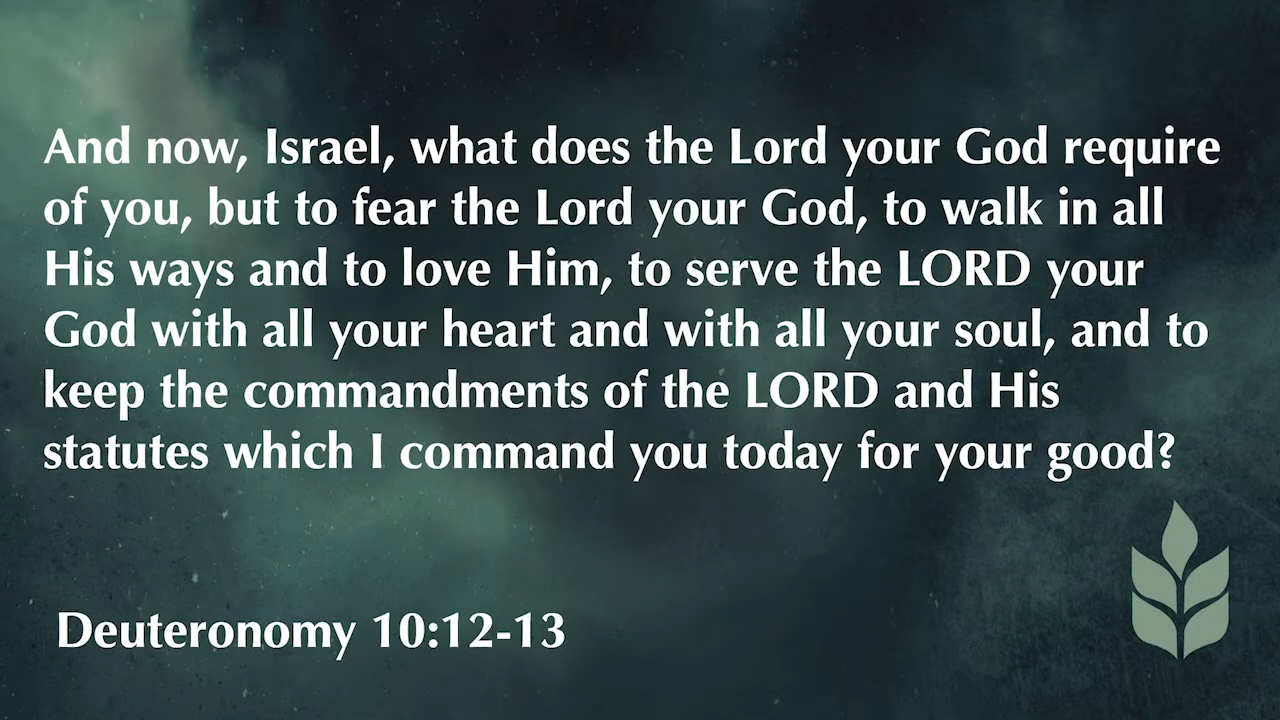 And now, Israel, what does the Lord your God require
of you, but to fear the Lord your God, to walk in all
His ways and to love Him, to serve the LORD your
God with all your heart and with all your soul, and to
keep the commandments of the LORD and His
statutes which I command you today for your good?
Deuteronomy 10:12-13